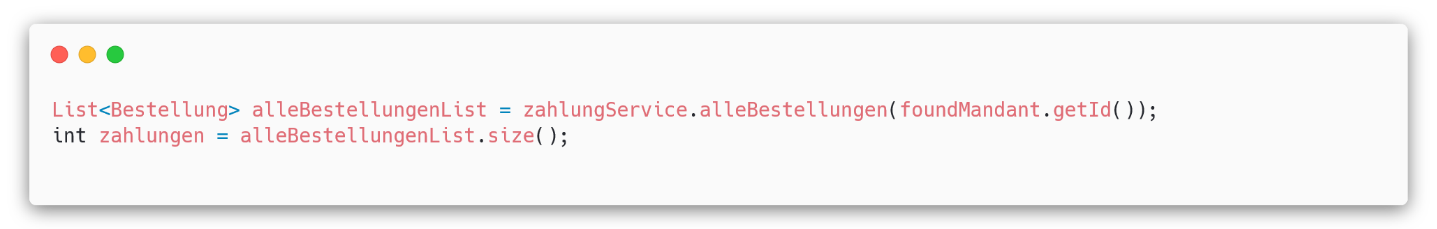 List<Bestellung> alleBestellungenList = zahlungService.alleBestellungen(foundMandant.getId());
int zahlungen = alleBestellungenList.size();